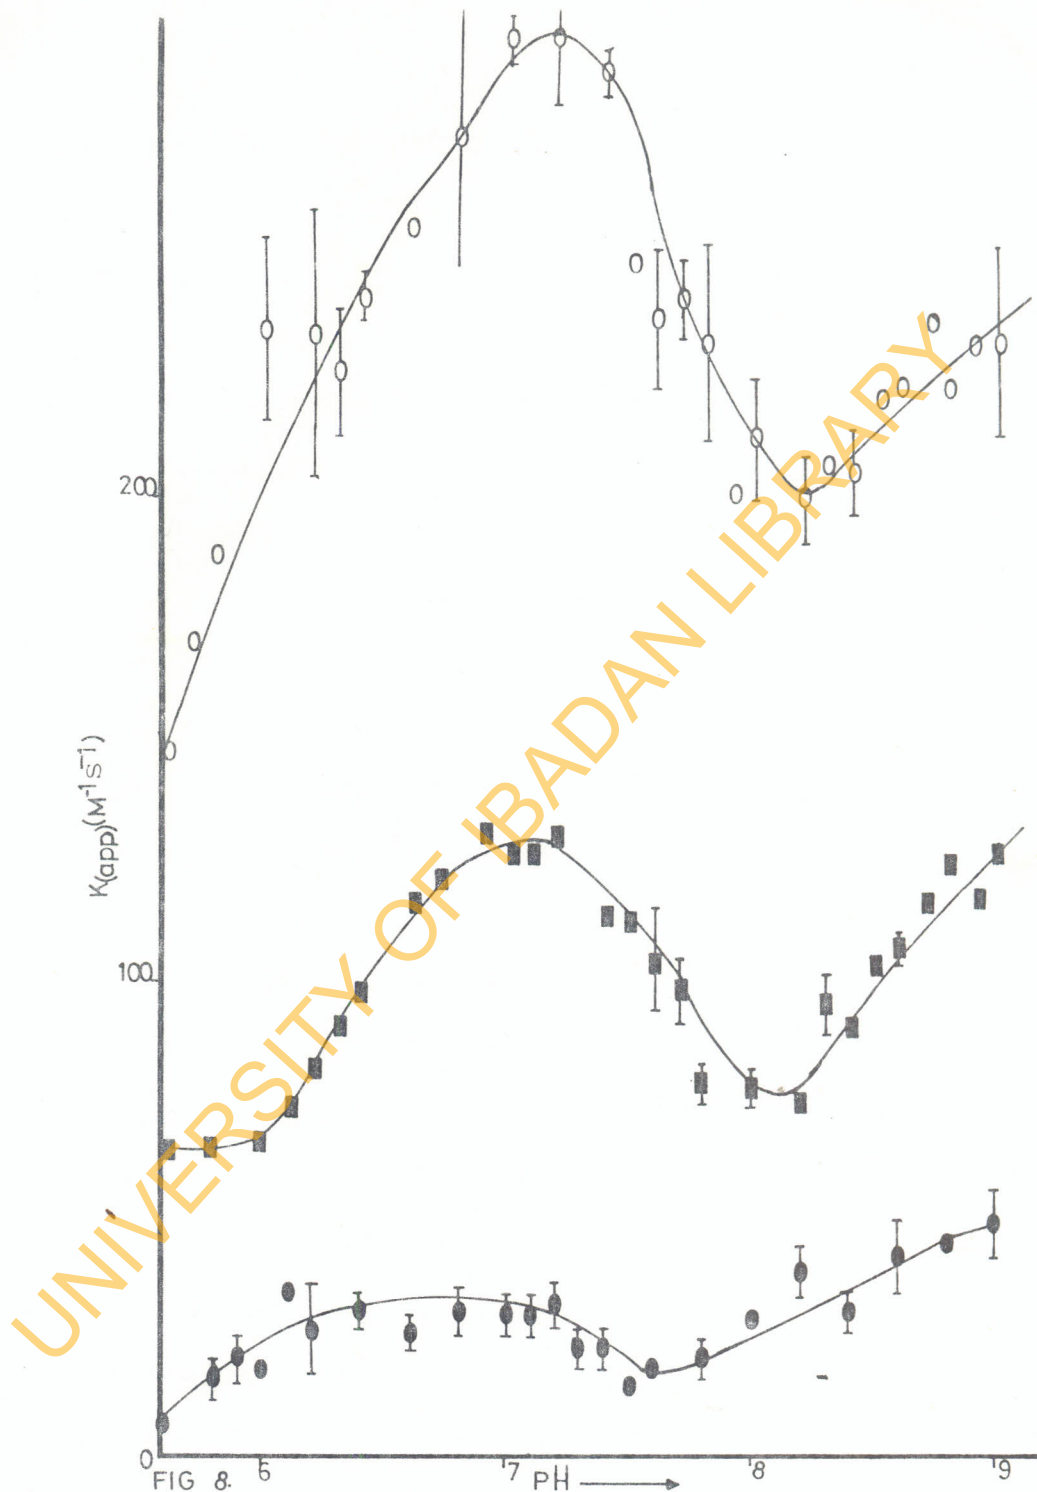 200
K(app)(M⁻¹S⁻¹)
100
0
6
7
8
9
FIG 8.
PH
UNIVERSITY OF IBADAN LIBRARY